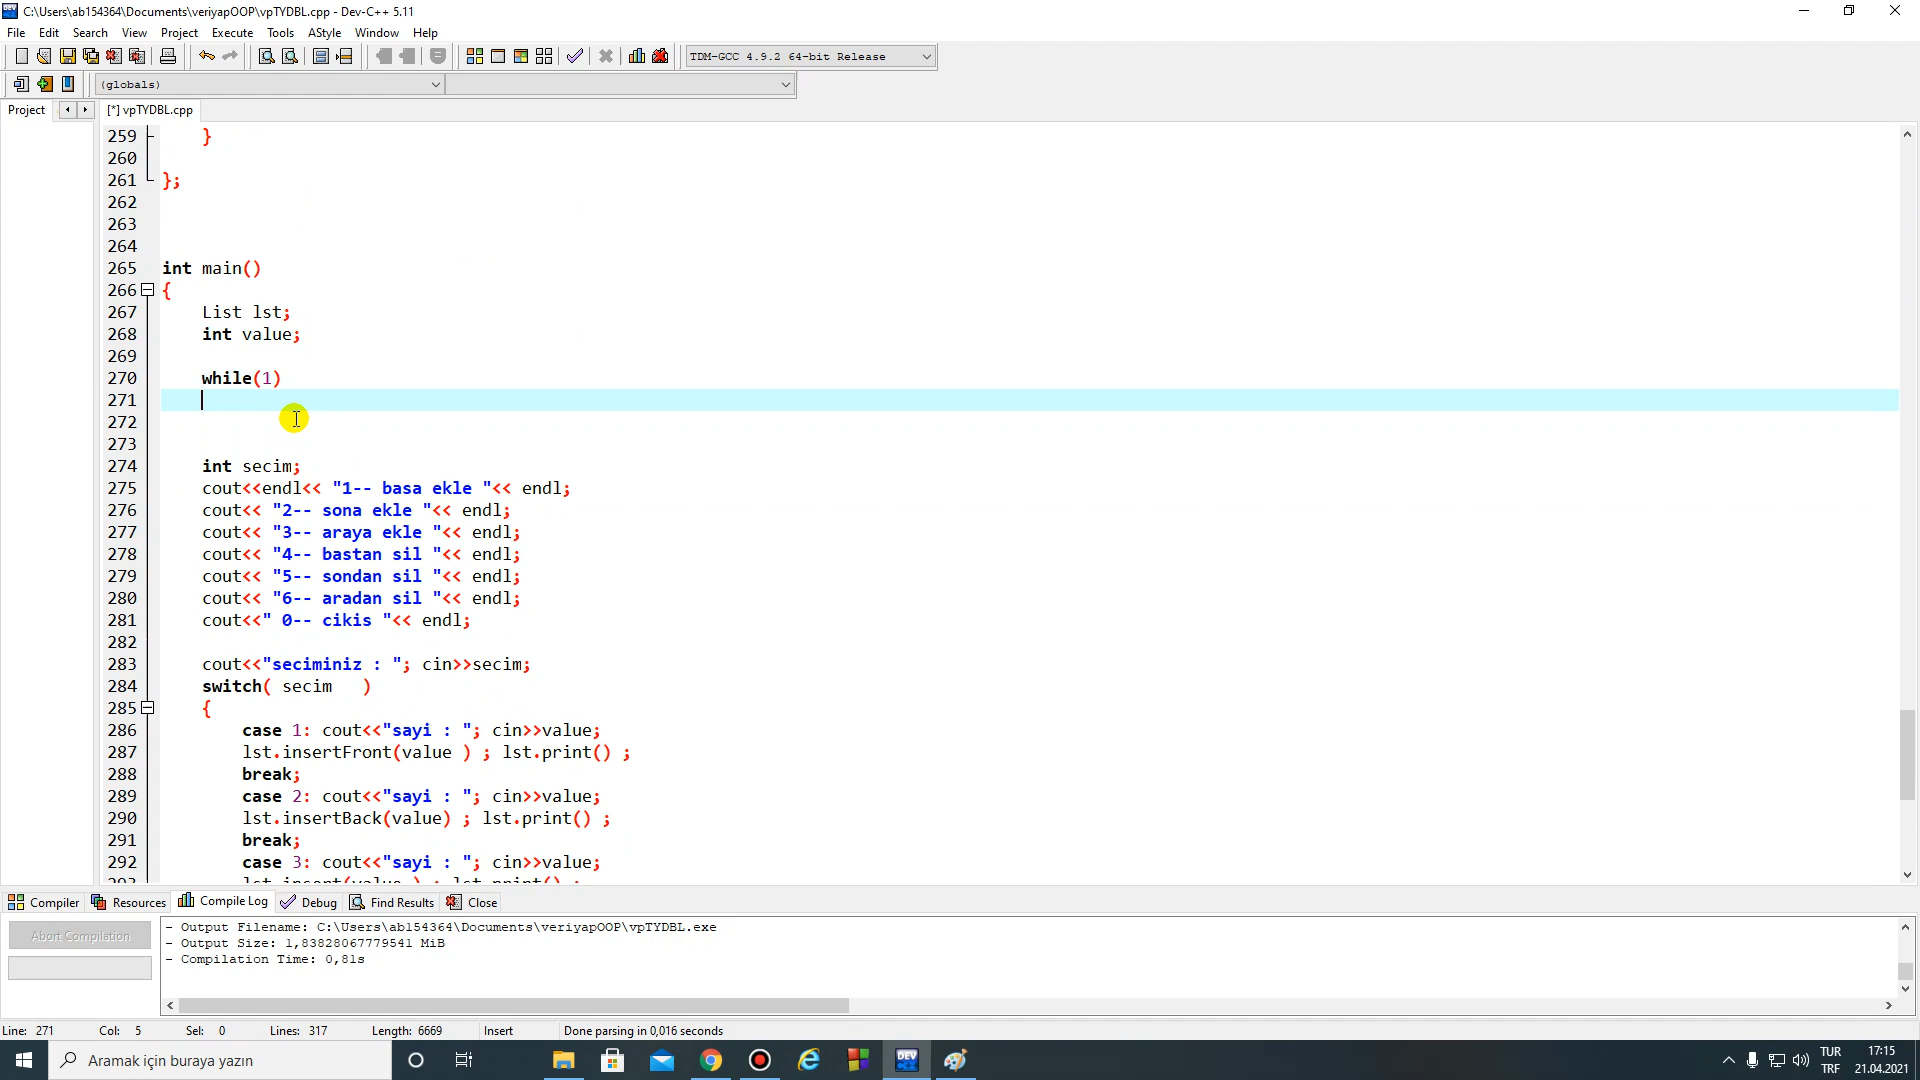 C:\Users\ab154364\Documents\veriyapOOP\vpTYDBL.cpp - Dev-C++ 5.11
File Edit Search View Project Execute Tools AStyle Window Help
TDM-GCC 4.9.2 64-bit Release
(globals)
Project
[*] vpTYDBL.cpp
259 }
260
261 };
262
263
264
265 int main()
266 {
267 List lst;
268 int value;
269
270 while(1)
271
272
273
274 int secim;
275 cout<<endl<< "1-- basa ekle "<< endl;
276 cout<< "2-- sona ekle "<< endl;
277 cout<< "3-- araya ekle "<< endl;
278 cout<< "4-- bastan sil "<< endl;
279 cout<< "5-- sondan sil "<< endl;
280 cout<< "6-- aradan sil "<< endl;
281 cout<<" 0-- cikis "<< endl;
282
283 cout<<"seciminiz : "; cin>>secim;
284 switch( secim   )
285 {
286 case 1: cout<<"sayi : "; cin>>value;
287 lst.insertFront(value ) ; lst.print() ;
288 break;
289 case 2: cout<<"sayi : "; cin>>value;
290 lst.insertBack(value) ; lst.print() ;
291 break;
292 case 3: cout<<"sayi : "; cin>>value;
293 lst.insert(value ) ; lst.print() ;
Compiler Resources Compile Log Debug Find Results Close
Abort Compilation
- Output Filename: C:\Users\ab154364\Documents\veriyapOOP\vpTYDBL.exe
- Output Size: 1,83828067779541 MiB
- Compilation Time: 0,81s
Line: 271 Col: 5 Sel: 0 Lines: 317 Length: 6669 Insert Done parsing in 0,016 seconds
Aramak için buraya yazın
DEV
TUR
TRF
17:15
21.04.2021